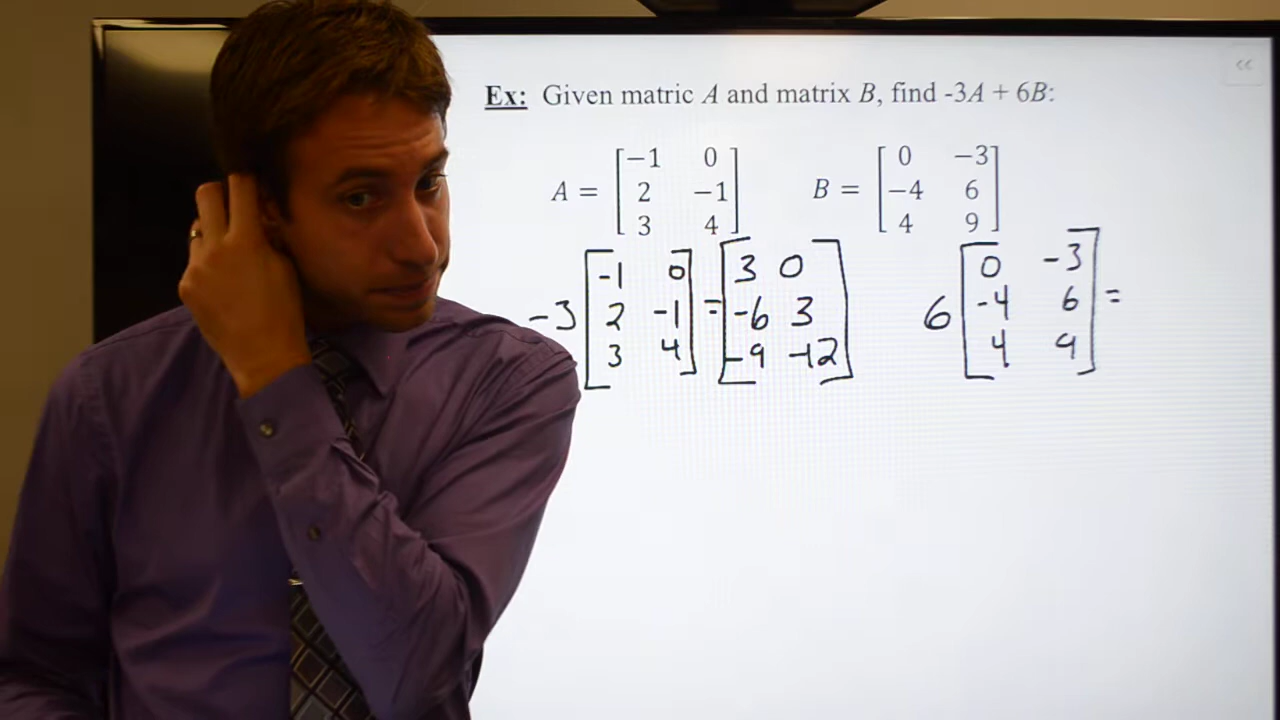 Ex: Given matric A and matrix B, find -3A + 6B:
A = [−1 0 B = [0 −3
2 −1 −4 6
3 4] 4 9]
-3 [-1 0 = [3 0 6 [0 -3
2 -1 -6 3 -4 6 =
3 4] -9 -12] 4 9]
<<